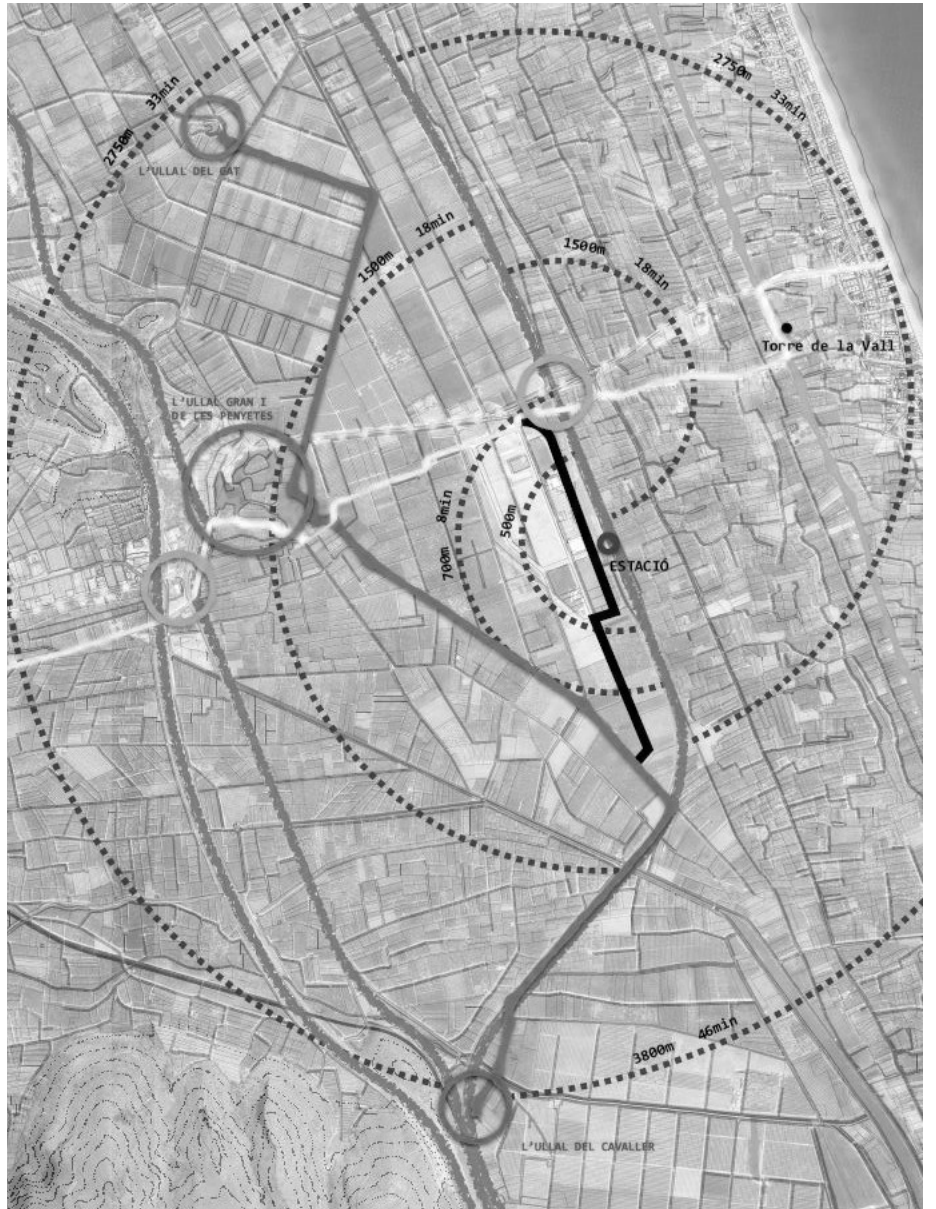 2750m
33min
2750m
33min
L'ULLAL DEL GAT
1500m
18min
1500m
18min
Torre de la Vall
L'ULLAL GRAN I
DE LES PENYETES
8min
700m
500m
ESTACIÓ
3800m
46min
L'ULLAL DEL CAVALLER